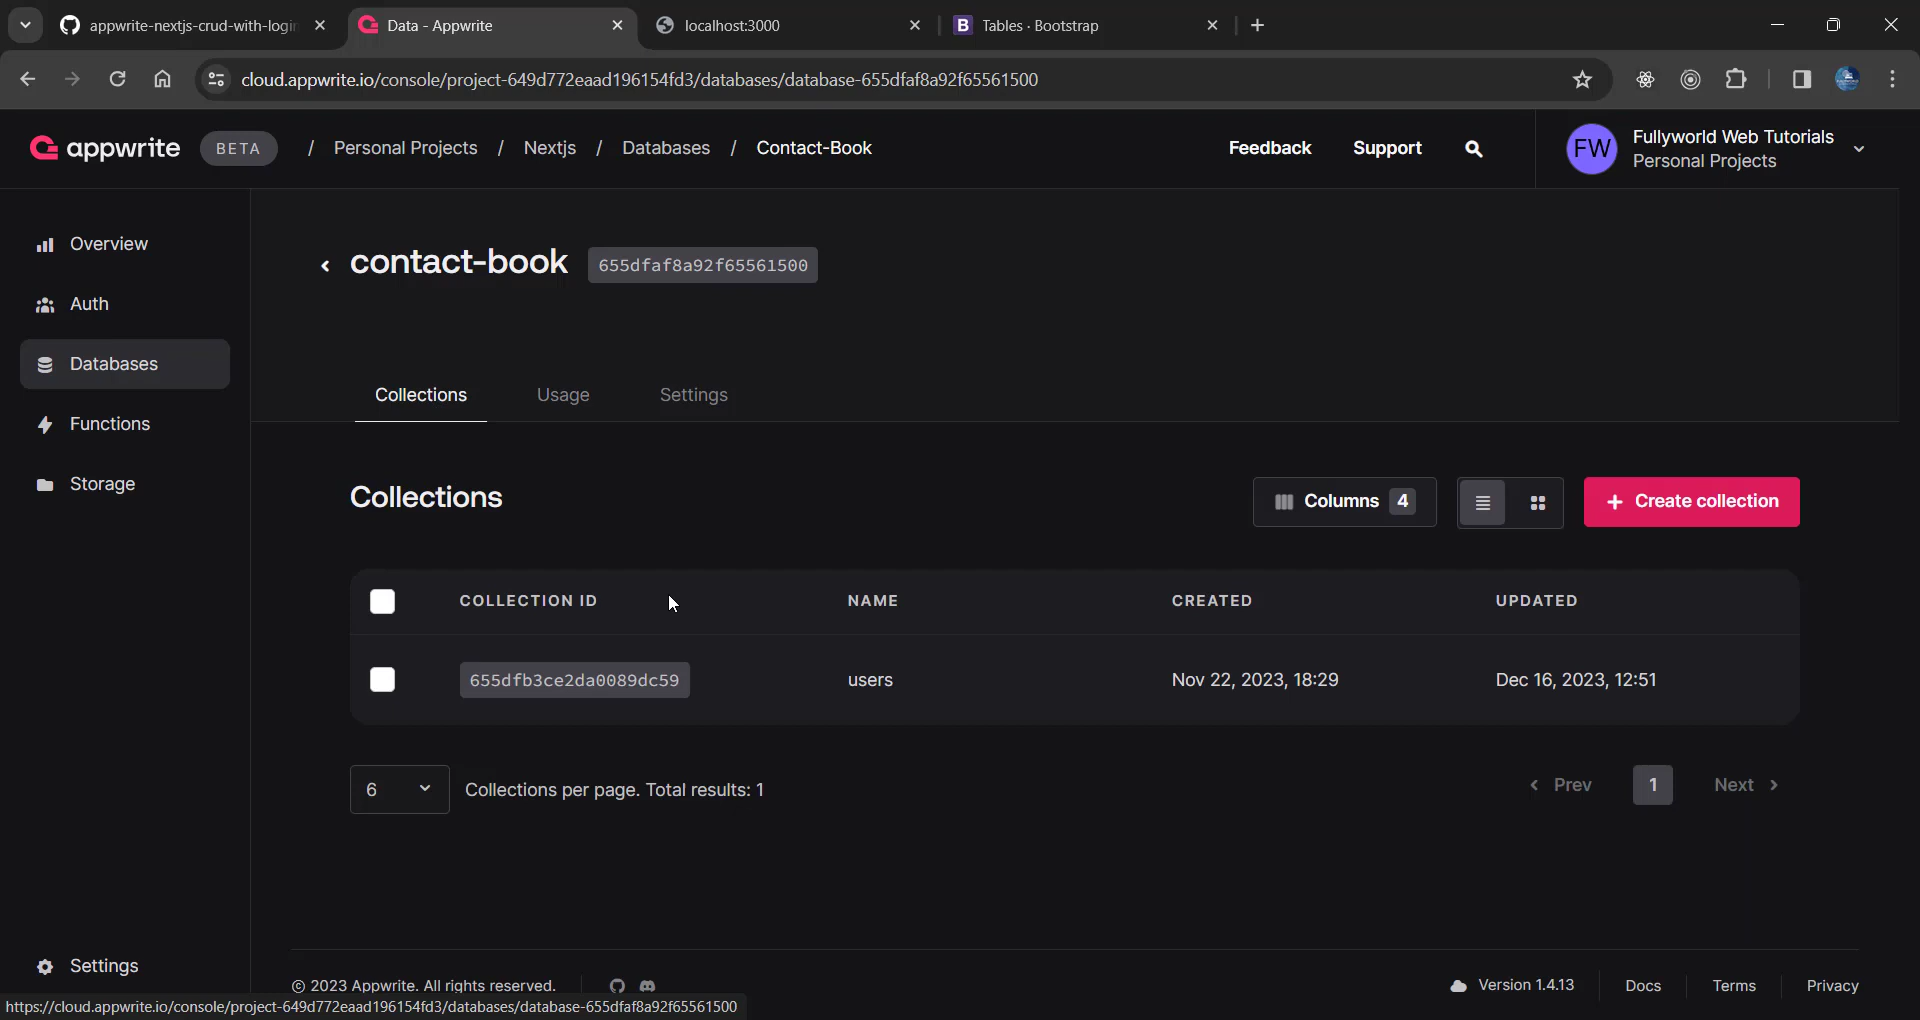 appwrite-nextjs-crud-with-login
Data - Appwrite
localhost:3000
B Tables · Bootstrap
cloud.appwrite.io/console/project-649d772eaad196154fd3/databases/database-655dfaf8a92f65561500
appwrite BETA / Personal Projects / Nextjs / Databases / Contact-Book
Feedback Support
FW Fullyworld Web Tutorials
Personal Projects
Overview
Auth
Databases
Functions
Storage
Settings
contact-book 655dfaf8a92f65561500
Collections Usage Settings
Collections
Columns 4
+ Create collection
COLLECTION ID NAME CREATED UPDATED
655dfb3ce2da0089dc59 users Nov 22, 2023, 18:29 Dec 16, 2023, 12:51
6 Collections per page. Total results: 1
Prev 1 Next
© 2023 Appwrite. All rights reserved.
Version 1.4.13 Docs Terms Privacy
https://cloud.appwrite.io/console/project-649d772eaad196154fd3/databases/database-655dfaf8a92f65561500